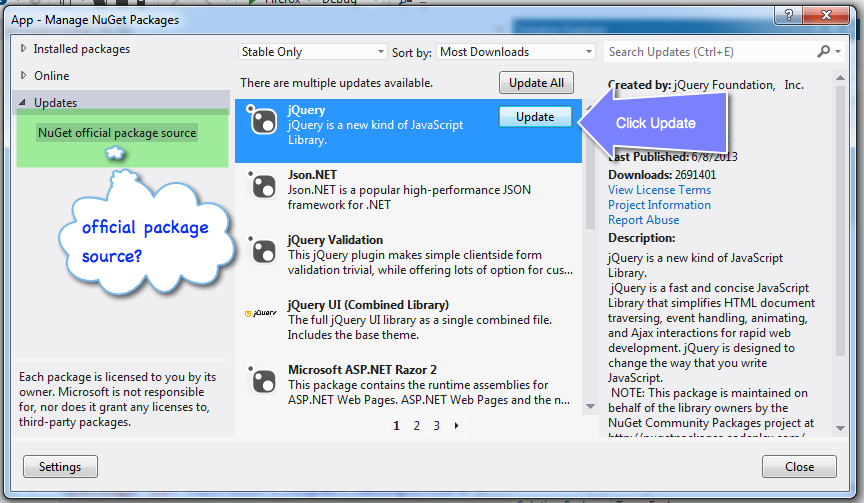 App - Manage NuGet Packages
Installed packages
Online
Updates
NuGet official package source
official package
source?
Each package is licensed to you by its
owner. Microsoft is not responsible
for, nor does it grant any licenses to,
third-party packages.
Settings
Stable Only
Sort by: Most Downloads
There are multiple updates available.
Update All
jQuery
jQuery is a new kind of JavaScript
Library.
Update
Click Update
Json.NET
Json.NET is a popular high-performance JSON
framework for .NET
jQuery Validation
This jQuery plugin makes simple clientside form
validation trivial, while offering lots of option for cus...
jQuery
jQuery UI (Combined Library)
The full jQuery UI library as a single combined file.
Includes the base theme.
Microsoft ASP.NET Razor 2
This package contains the runtime assemblies for
ASP.NET Web Pages. ASP.NET Web Pages and the n...
1 2 3
Search Updates (Ctrl+E)
Created by: jQuery Foundation, Inc.
Last Published: 6/8/2013
Downloads: 2691401
View License Terms
Project Information
Report Abuse
Description:
jQuery is a new kind of JavaScript
Library.
jQuery is a fast and concise JavaScript
Library that simplifies HTML document
traversing, event handling, animating,
and Ajax interactions for rapid web
development. jQuery is designed to
change the way that you write
JavaScript.
NOTE: This package is maintained on
behalf of the library owners by the
NuGet Community Packages project at
http://nugetpackages.codeplex.com/
Close